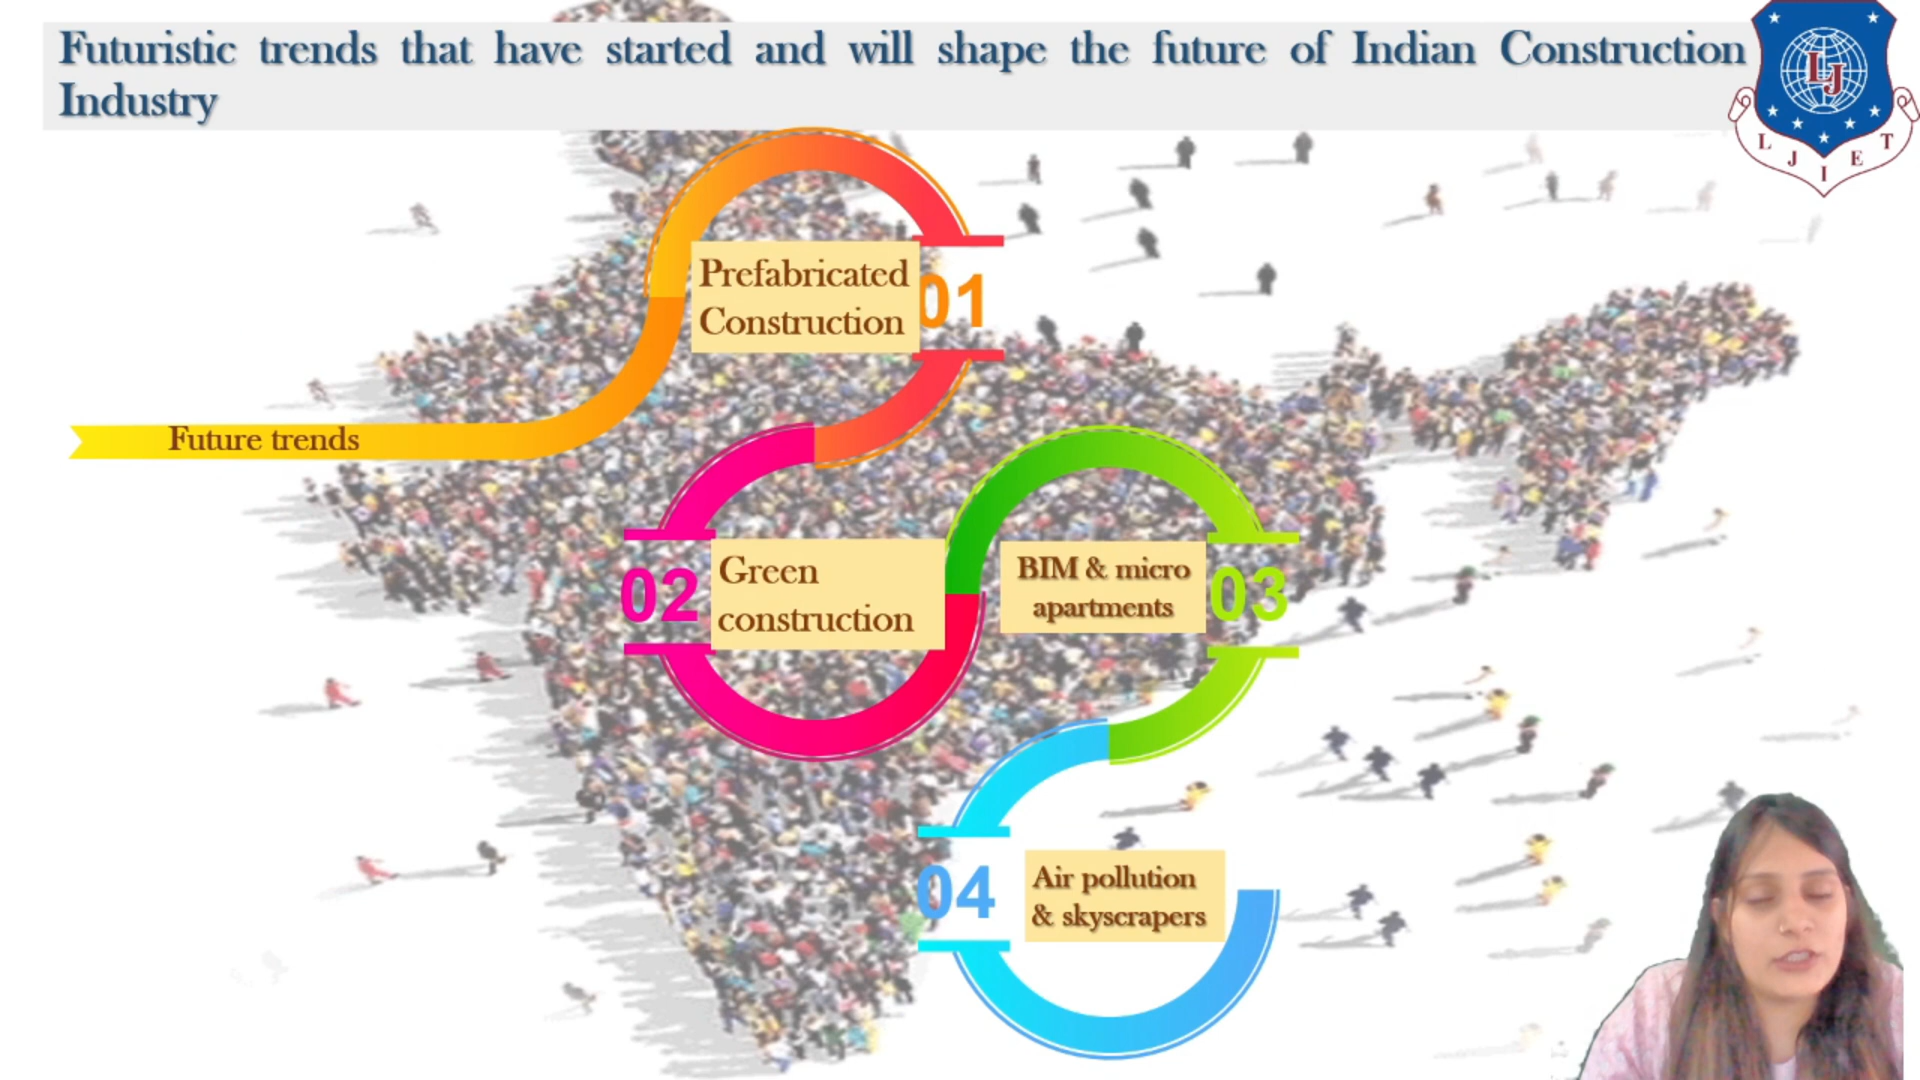 Futuristic trends that have started and will shape the future of Indian Construction
Industry
LJ
L J I E T
Prefabricated
Construction
01
Future trends
02
Green
construction
BIM & micro
apartments
03
04
Air pollution
& skyscrapers